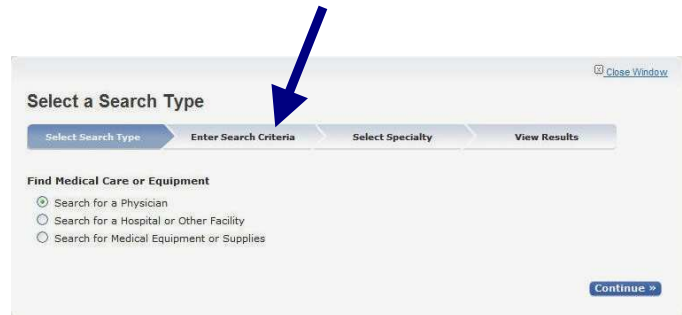 Close Window
Select a Search Type
Select Search Type Enter Search Criteria Select Specialty View Results
Find Medical Care or Equipment
Search for a Physician
Search for a Hospital or Other Facility
Search for Medical Equipment or Supplies
Continue »